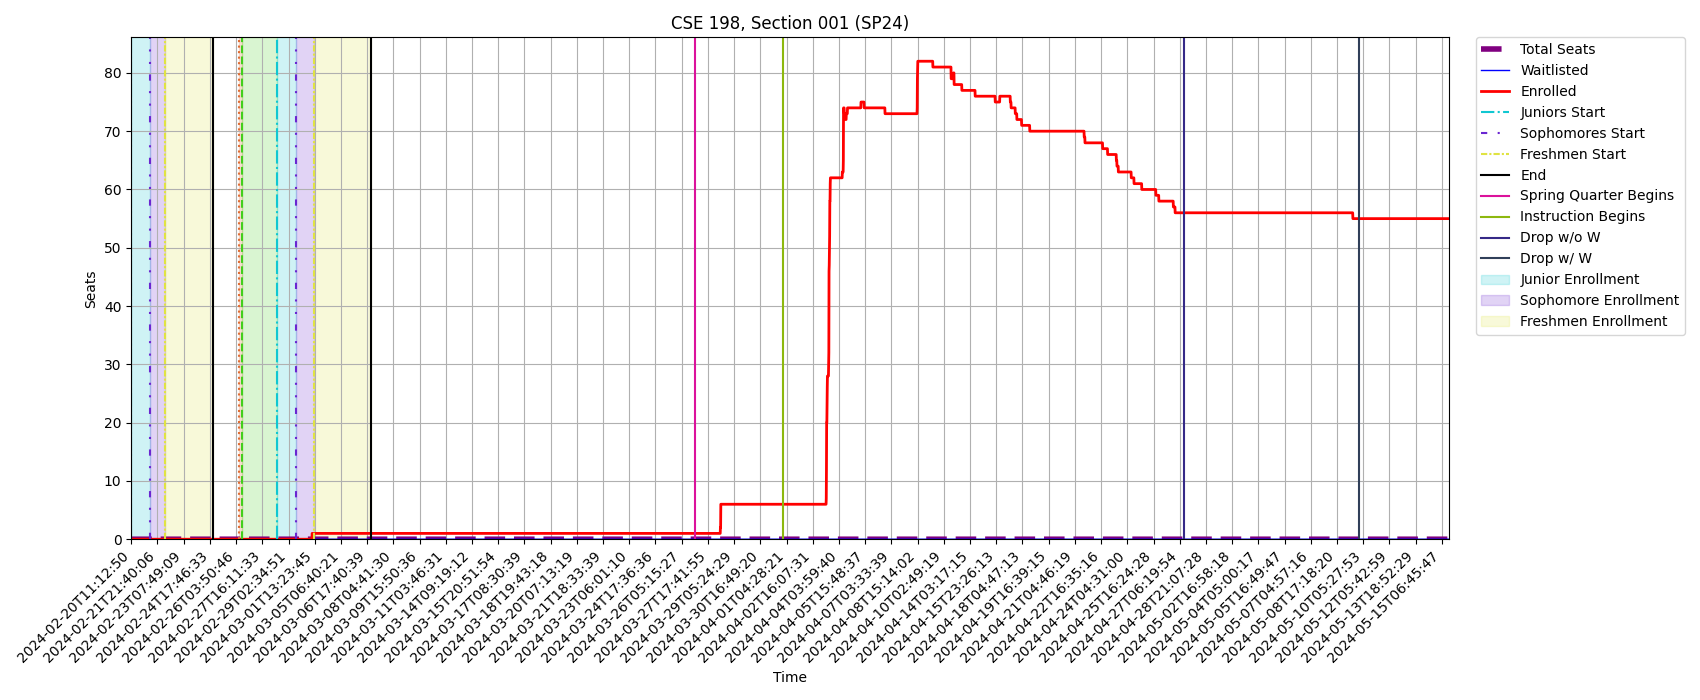 CSE 198, Section 001 (SP24)
Seats
80
70
60
50
40
30
20
10
0
2024-02-20T11:12:50
2024-02-21T21:40:06
2024-02-23T07:49:09
2024-02-24T17:46:33
2024-02-26T03:50:46
2024-02-27T16:11:33
2024-02-29T02:34:51
2024-03-01T13:23:45
2024-03-05T06:40:21
2024-03-06T17:40:39
2024-03-08T04:41:30
2024-03-09T15:50:36
2024-03-11T03:46:31
2024-03-14T09:19:12
2024-03-15T20:51:54
2024-03-17T08:30:39
2024-03-18T19:43:18
2024-03-20T07:13:19
2024-03-21T18:33:39
2024-03-23T06:01:10
2024-03-24T17:36:36
2024-03-26T05:15:27
2024-03-27T17:41:55
2024-03-29T05:24:29
2024-03-30T16:49:20
2024-04-01T04:28:21
2024-04-02T16:07:31
2024-04-04T03:59:40
2024-04-05T15:48:37
2024-04-07T03:33:39
2024-04-08T15:14:02
2024-04-10T02:49:19
2024-04-14T03:17:15
2024-04-15T23:26:13
2024-04-18T04:47:13
2024-04-19T16:39:15
2024-04-21T04:46:19
2024-04-22T16:35:16
2024-04-24T04:31:00
2024-04-25T16:24:28
2024-04-27T06:19:54
2024-04-28T21:07:28
2024-05-02T16:58:18
2024-05-04T05:00:17
2024-05-05T16:49:47
2024-05-07T04:57:16
2024-05-08T17:18:20
2024-05-10T05:27:53
2024-05-12T05:42:59
2024-05-13T18:52:29
2024-05-15T06:45:47
Time
Total Seats
Waitlisted
Enrolled
Juniors Start
Sophomores Start
Freshmen Start
End
Spring Quarter Begins
Instruction Begins
Drop w/o W
Drop w/ W
Junior Enrollment
Sophomore Enrollment
Freshmen Enrollment